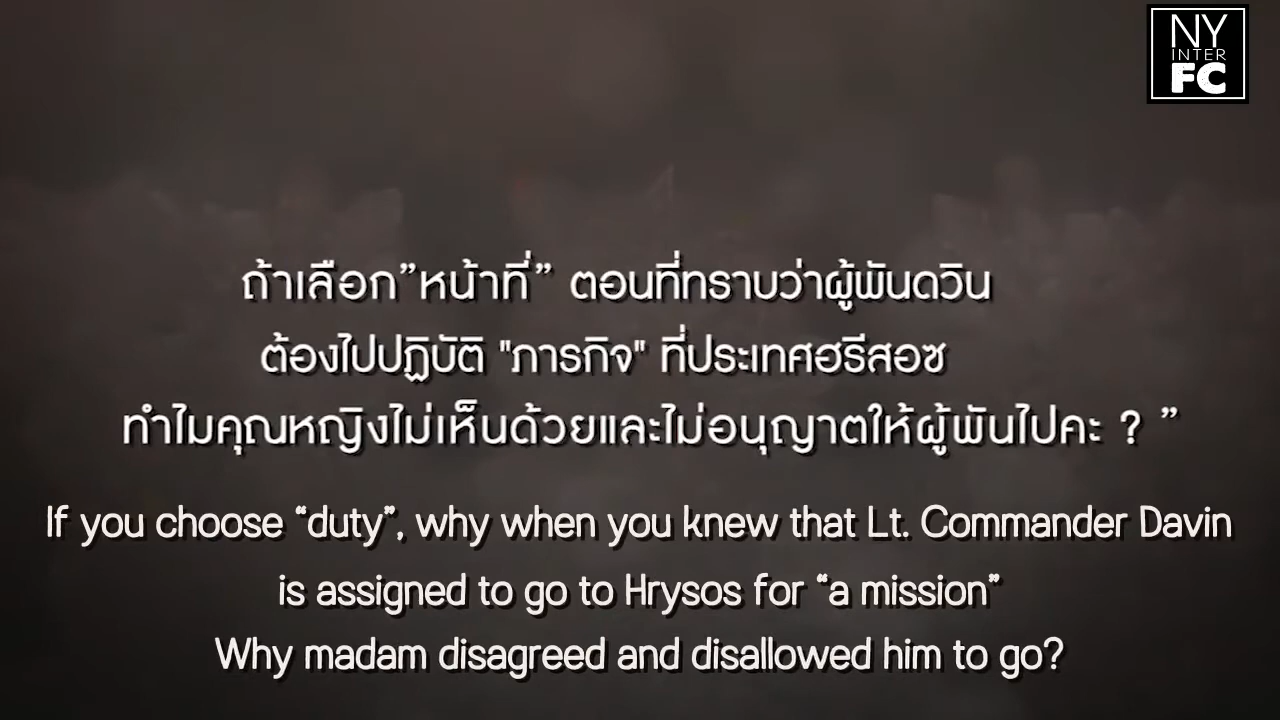 NY
INTER
FC
ถ้าเลือก”หน้าที่” ตอนที่ทราบว่าผู้พันดวิน
ต้องไปปฏิบัติ "ภารกิจ" ที่ประเทศฮรีสอซ
ทำไมคุณหญิงไม่เห็นด้วยและไม่อนุญาตให้ผู้พันไปคะ ? ”
If you choose “duty”, why when you knew that Lt. Commander Davin
is assigned to go to Hrysos for “a mission”
Why madam disagreed and disallowed him to go?